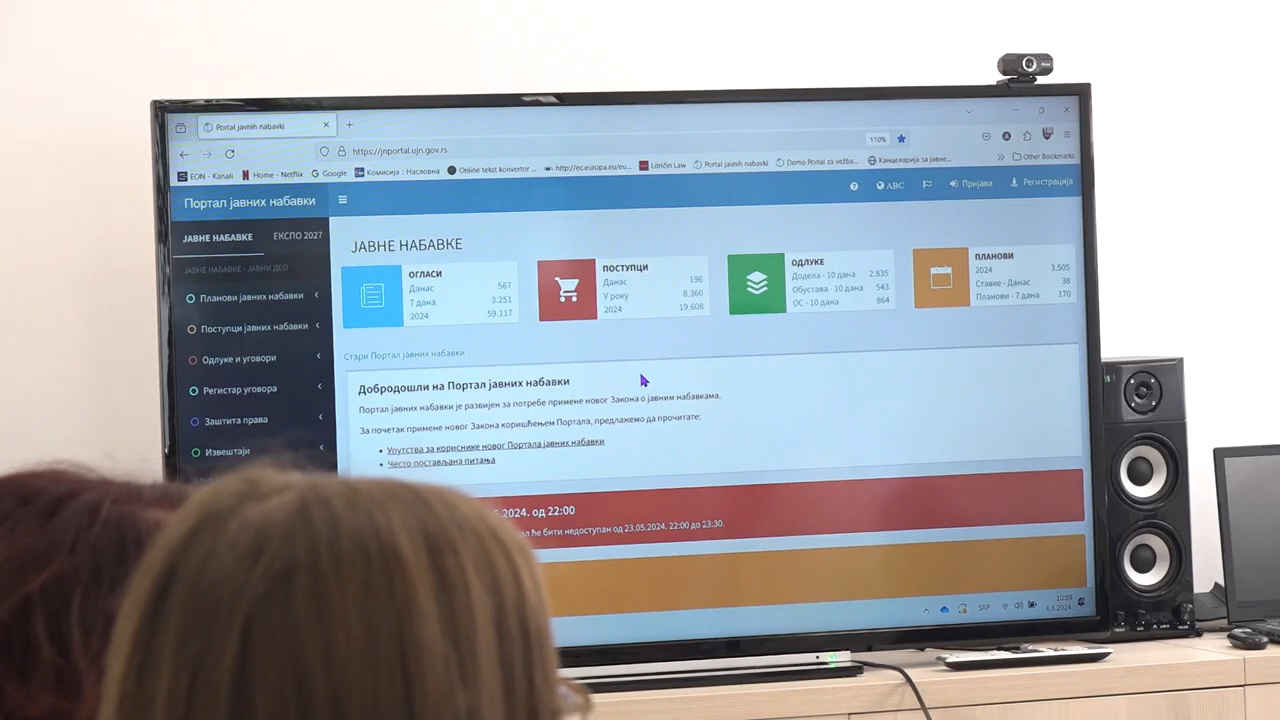 Portal javnih nabavki
https://jnportal.ujn.gov.rs
110%
EON - Kanali
Home - Netflix
Google
Комисија :: Насловна
Online tekst konvertor ...
http://ec.europa.eu/eu...
Litričin Law
Portal javnih nabavki
Demo Portal za vežba...
Канцеларија за јавне...
Other Bookmarks
Портал јавних набавки
ABC
Пријава
Регистрација
ЈАВНЕ НАБАВКЕ
ЕКСПО 2027
ЈАВНЕ НАБАВКЕ - ЈАВНИ ДЕО
Планови јавних набавки
Поступци јавних набавки
Одлуке и уговори
Регистар уговора
Заштита права
Извештаји
ЈАВНЕ НАБАВКЕ
ОГЛАСИ
Данас 567
7 дана 3.251
2024 59.117
ПОСТУПЦИ
Данас 196
У року 8.360
2024 19.608
ОДЛУКЕ
Додела - 10 дана 2.835
Обустава - 10 дана 543
ОС - 10 дана 864
ПЛАНОВИ
2024 3.505
Ставке - Данас 38
Планови - 7 дана 170
Стари Портал јавних набавки
Добродошли на Портал јавних набавки
Портал јавних набавки је развијен за потребе примене новог Закона о јавним набавкама.
За почетак примене новог Закона коришћењем Портала, предлажемо да прочитате:
Упутства за кориснике новог Портала јавних набавки
Често постављана питања
.2024. од 22:00
ће бити недоступан од 23.05.2024. 22:00 до 23:30.
СРР
10:09
6.6.2024.